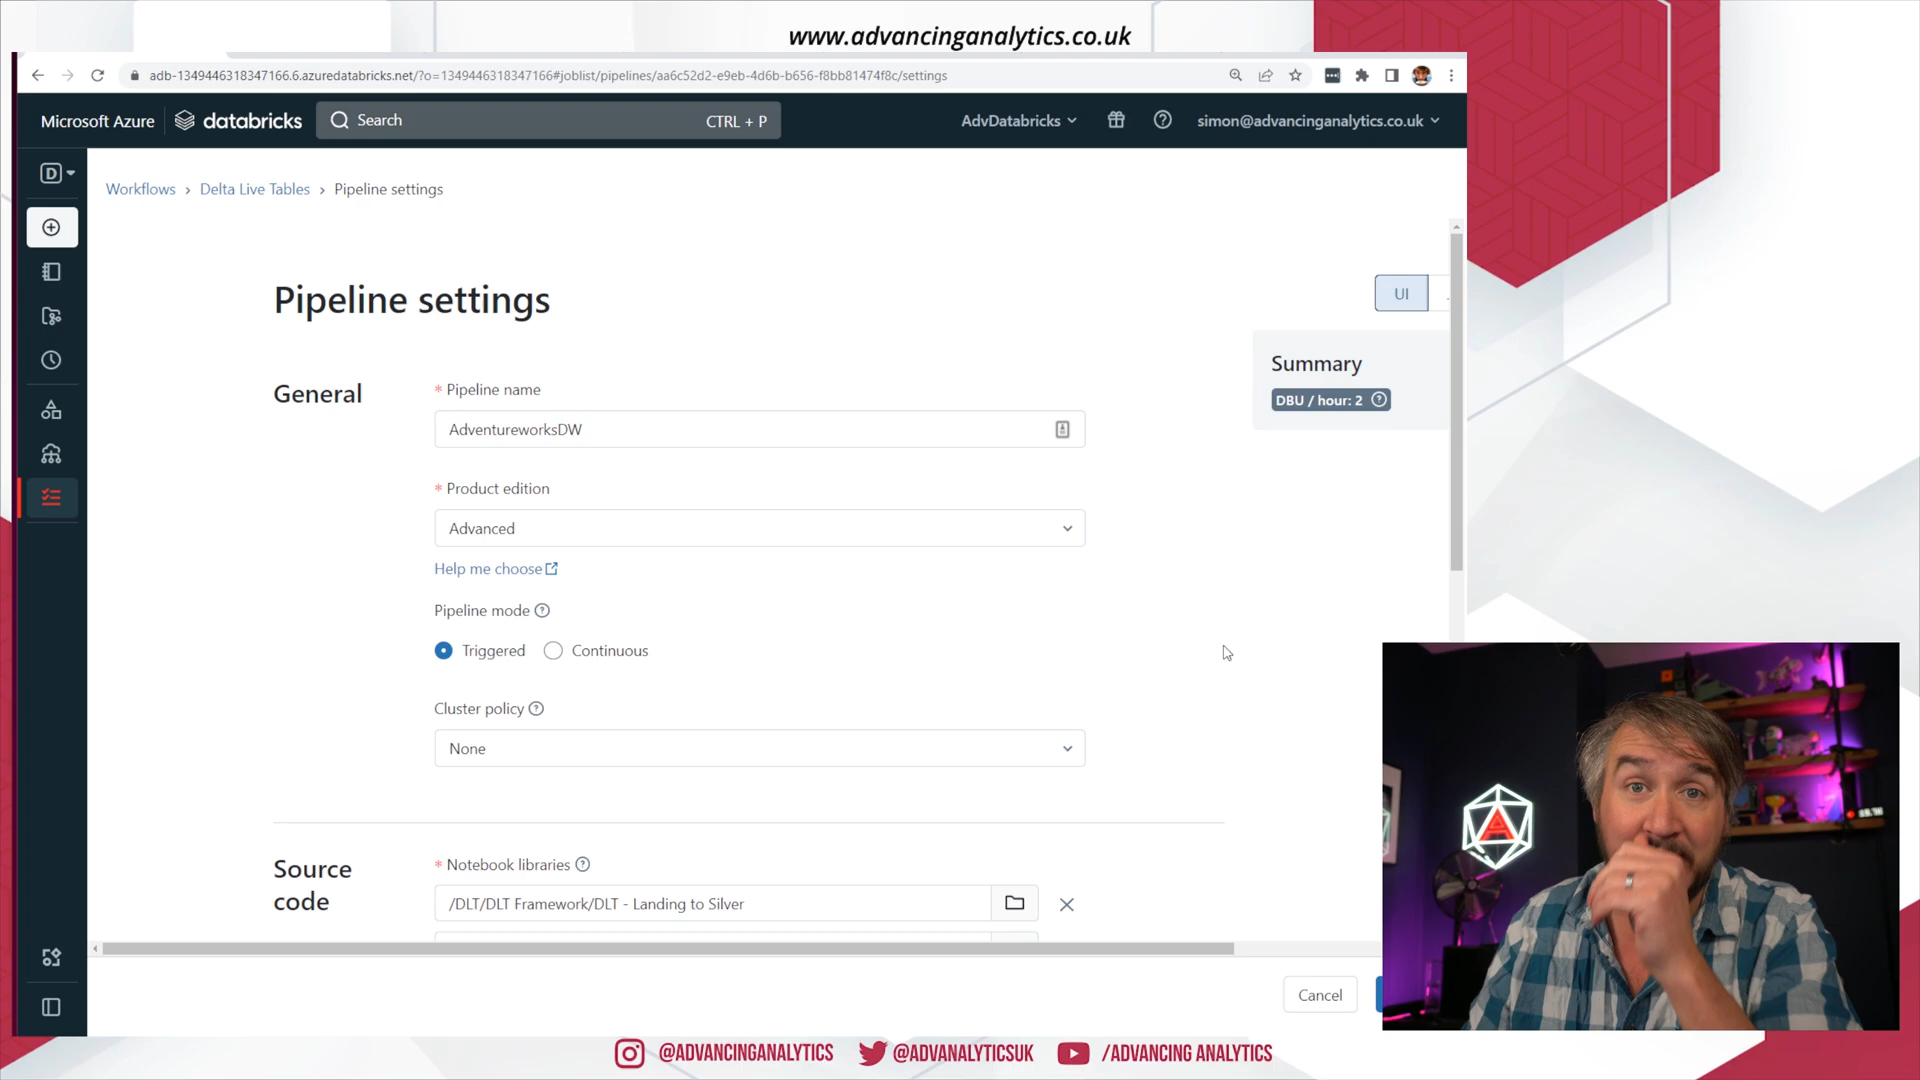 www.advancinganalytics.co.uk
adb-1349446318347166.6.azuredatabricks.net/?o=1349446318347166#joblist/pipelines/aa6c52d2-e9eb-4d6b-b656-f8bb81474f8c/settings
Microsoft Azure databricks Search CTRL + P AdvDatabricks simon@advancinganalytics.co.uk
D
Workflows › Delta Live Tables › Pipeline settings
Pipeline settings
UI
Summary
DBU / hour: 2
General
* Pipeline name
AdventureworksDW
* Product edition
Advanced
Help me choose
Pipeline mode
Triggered Continuous
Cluster policy
None
Source code
* Notebook libraries
/DLT/DLT Framework/DLT - Landing to Silver
Cancel
A
@ADVANCINGANALYTICS @ADVANALYTICSUK /ADVANCING ANALYTICS